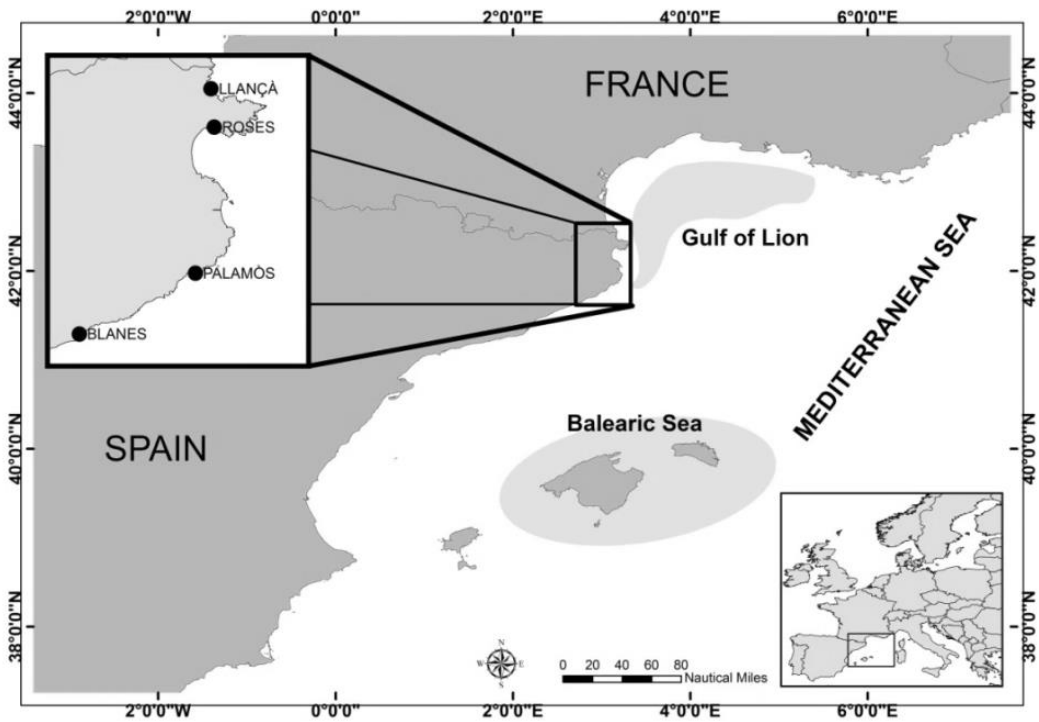 2°0'0"W 0°0'0" 2°0'0"E 4°0'0"E 6°0'0"E
44°0'0"N 44°0'0"N
FRANCE
LLANÇÀ
ROSES
PALAMÒS
BLANES
Gulf of Lion
42°0'0"N 42°0'0"N
MEDITERRANEAN SEA
Balearic Sea
SPAIN
40°0'0"N 40°0'0"N
38°0'0"N 38°0'0"N
N
W E
S
0 20 40 60 80
Nautical Miles
2°0'0"W 0°0'0" 2°0'0"E 4°0'0"E 6°0'0"E